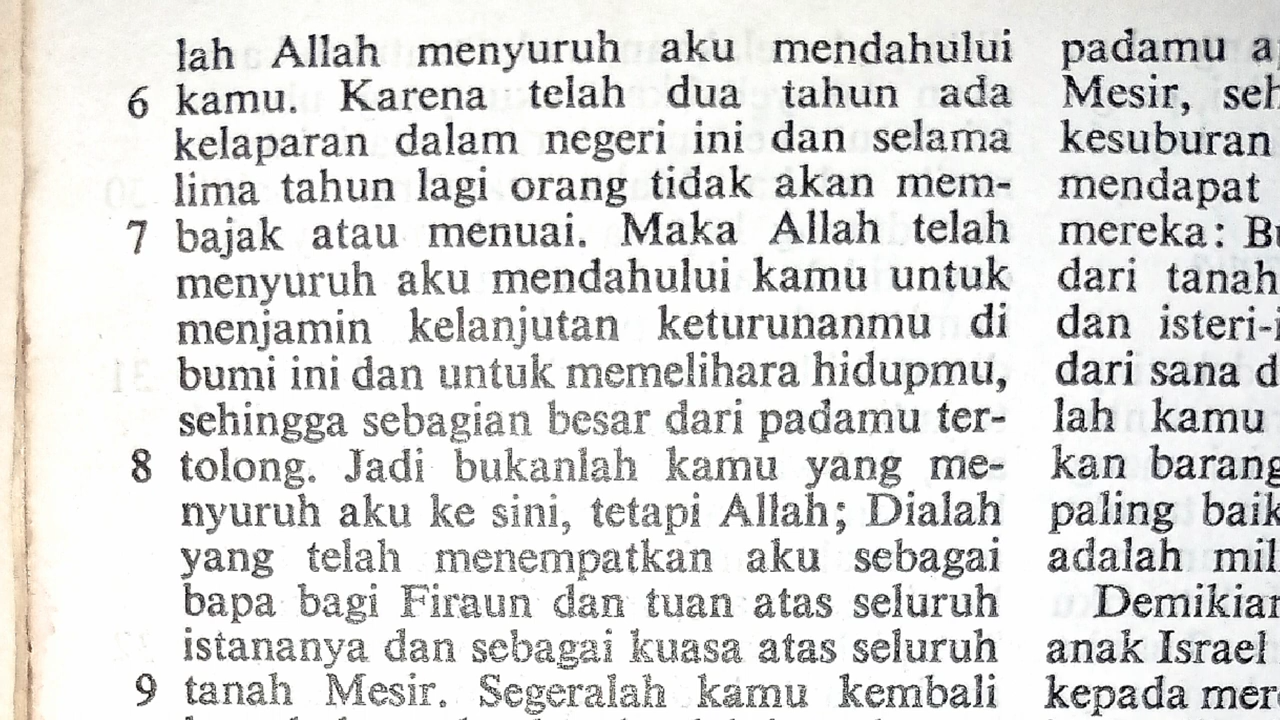 lah Allah menyuruh aku mendahului
6 kamu. Karena telah dua tahun ada
kelaparan dalam negeri ini dan selama
lima tahun lagi orang tidak akan mem-
7 bajak atau menuai. Maka Allah telah
menyuruh aku mendahului kamu untuk
menjamin kelanjutan keturunanmu di
bumi ini dan untuk memelihara hidupmu,
sehingga sebagian besar dari padamu ter-
8 tolong. Jadi bukanlah kamu yang me-
nyuruh aku ke sini, tetapi Allah; Dialah
yang telah menempatkan aku sebagai
bapa bagi Firaun dan tuan atas seluruh
istananya dan sebagai kuasa atas seluruh
9 tanah Mesir. Segeralah kamu kembali
padamu
Mesir,
kesuburan
mendapat
mereka:
dari tanah
dan
dari sana
lah kamu
kan barang
paling baik
adalah
Demikian
anak Israel
kepada